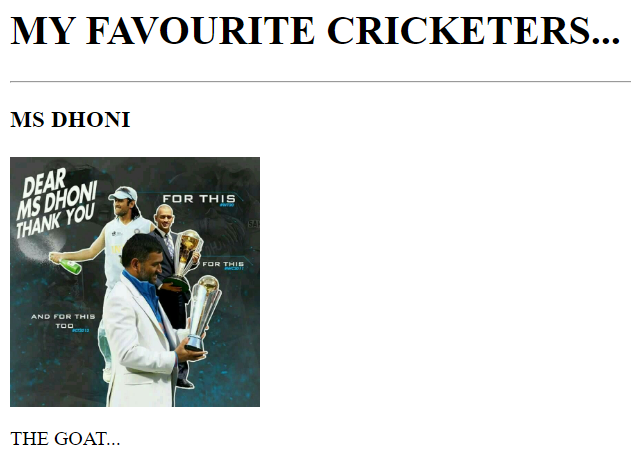 MY FAVOURITE CRICKETERS...
MS DHONI
DEAR
MS DHONI
THANK YOU
FOR THIS
FOR THIS
AND FOR THIS
TOO
THE GOAT...